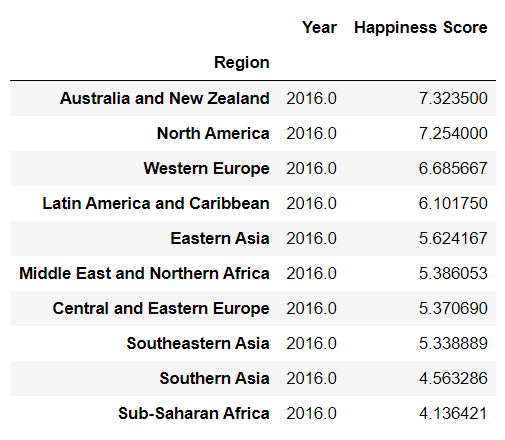 Year Happiness Score
Region
Australia and New Zealand 2016.0 7.323500
North America 2016.0 7.254000
Western Europe 2016.0 6.685667
Latin America and Caribbean 2016.0 6.101750
Eastern Asia 2016.0 5.624167
Middle East and Northern Africa 2016.0 5.386053
Central and Eastern Europe 2016.0 5.370690
Southeastern Asia 2016.0 5.338889
Southern Asia 2016.0 4.563286
Sub-Saharan Africa 2016.0 4.136421